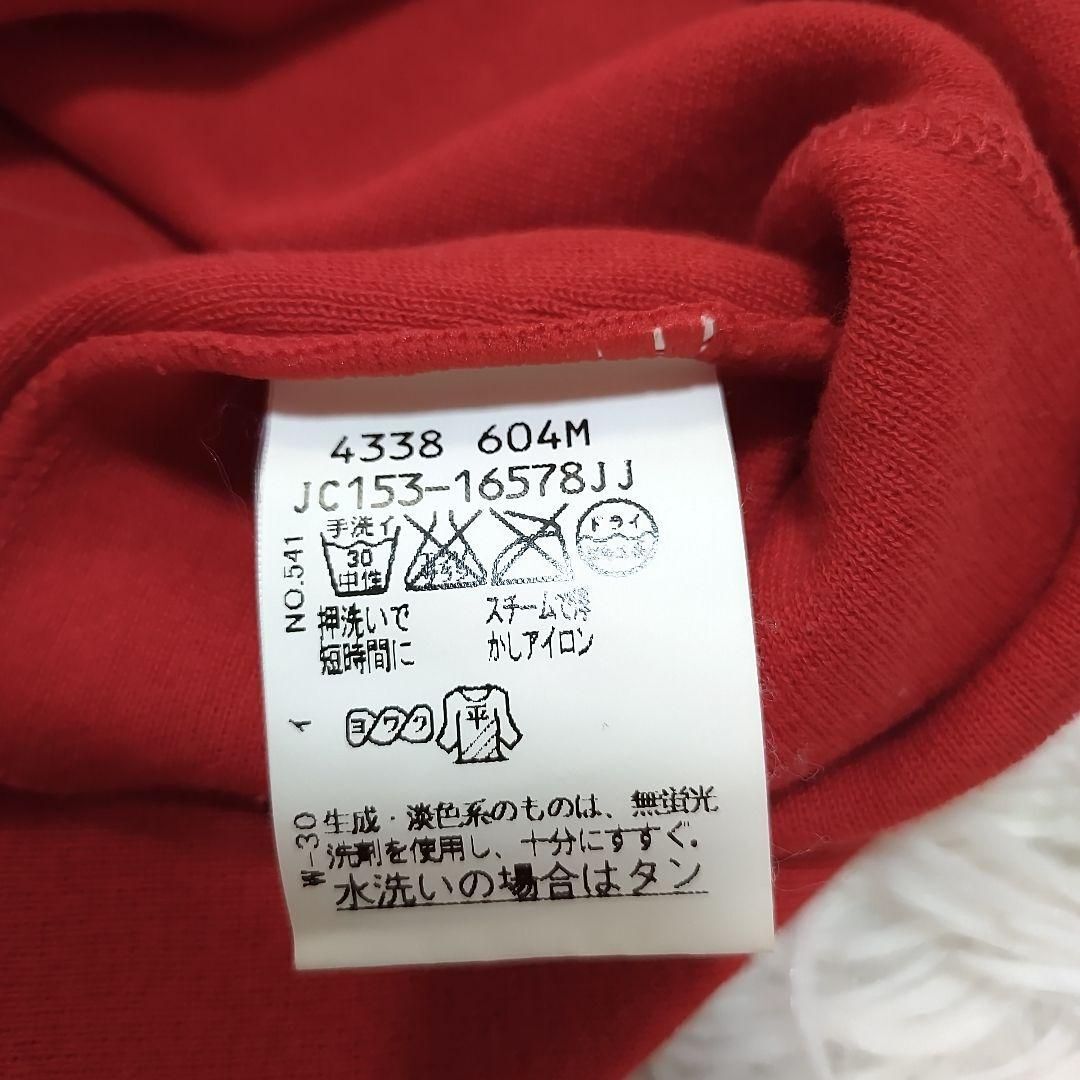 4338 604M
JC153-16578JJ
NO.541
手洗イ
30
中性
ドライ
押洗いで
短時間に
スチームで浮
かしアイロン
イ
ヨワク
平
W-30
生成・淡色系のものは、無蛍光
洗剤を使用し、十分にすすぐ.
水洗いの場合はタン